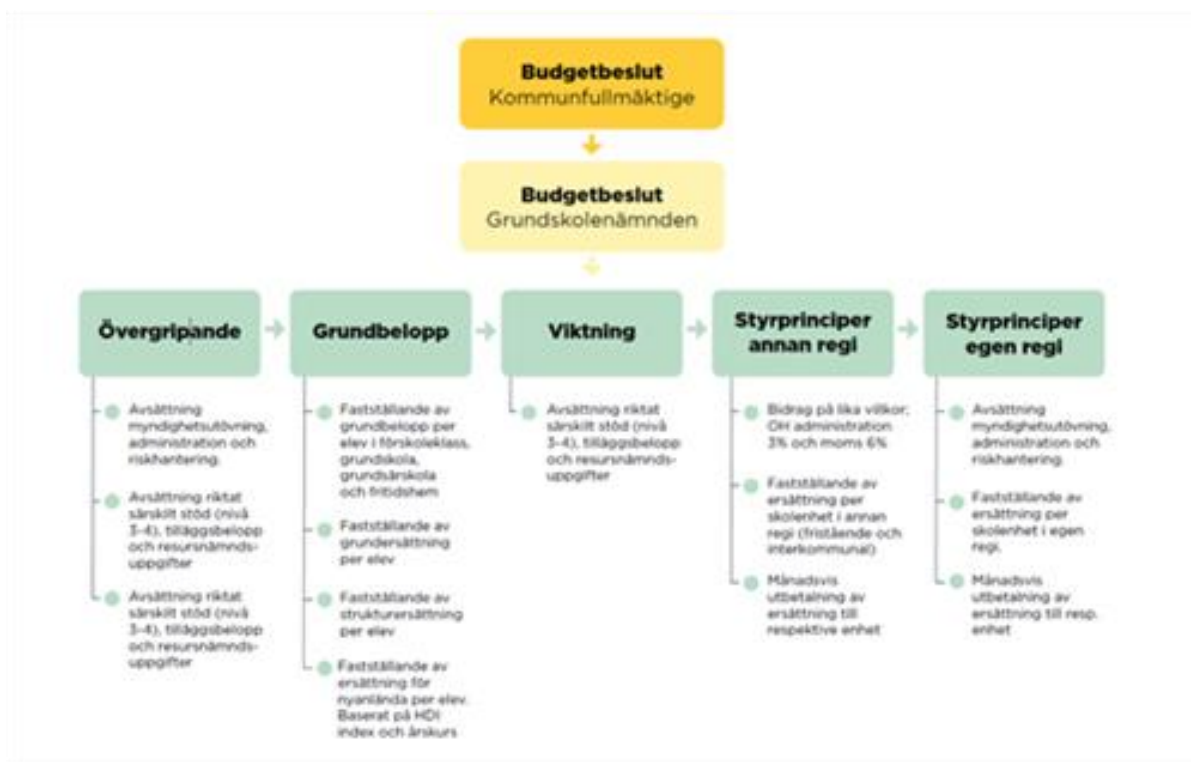 Budgetbeslut
Kommunfullmäktige
Budgetbeslut
Grundskolenämnden
Övergripande
Grundbelopp
Viktning
Styrprinciper
annan regi
Styrprinciper
egen regi
Avsättning
myndighetsutövning,
administration och
riskhantering.
Avsättning riktat
särskilt stöd (nivå
3-4), tilläggsbelopp
och resursnämnds-
uppgifter
Avsättning riktat
särskilt stöd (nivå
3-4), tilläggsbelopp
och resursnämnds-
uppgifter
Fastställande av
grundbelopp per
elev i förskoleklass,
grundskola,
grundsärskola
och fritidshem
Fastställande av
grundersättning
per elev
Fastställande av
strukturersättning
per elev
Fastställande av
ersättning för
nyanlända per elev.
Baserat på HDI
index och årskurs
Avsättning riktat
särskilt stöd (nivå
3-4), tilläggsbelopp
och resursnämnds-
uppgifter
Bidrag på lika villkor;
OH administration
3% och moms 6%
Fastställande av
ersättning per
skolenhet i annan
regi (fristående och
interkommunal)
Månadsvis
utbetalning av
ersättning till
respektive enhet
Avsättning
myndighetsutövning,
administration och
riskhantering.
Fastställande av
ersättning per
skolenhet i egen
regi.
Månadsvis
utbetalning av
ersättning till resp.
enhet